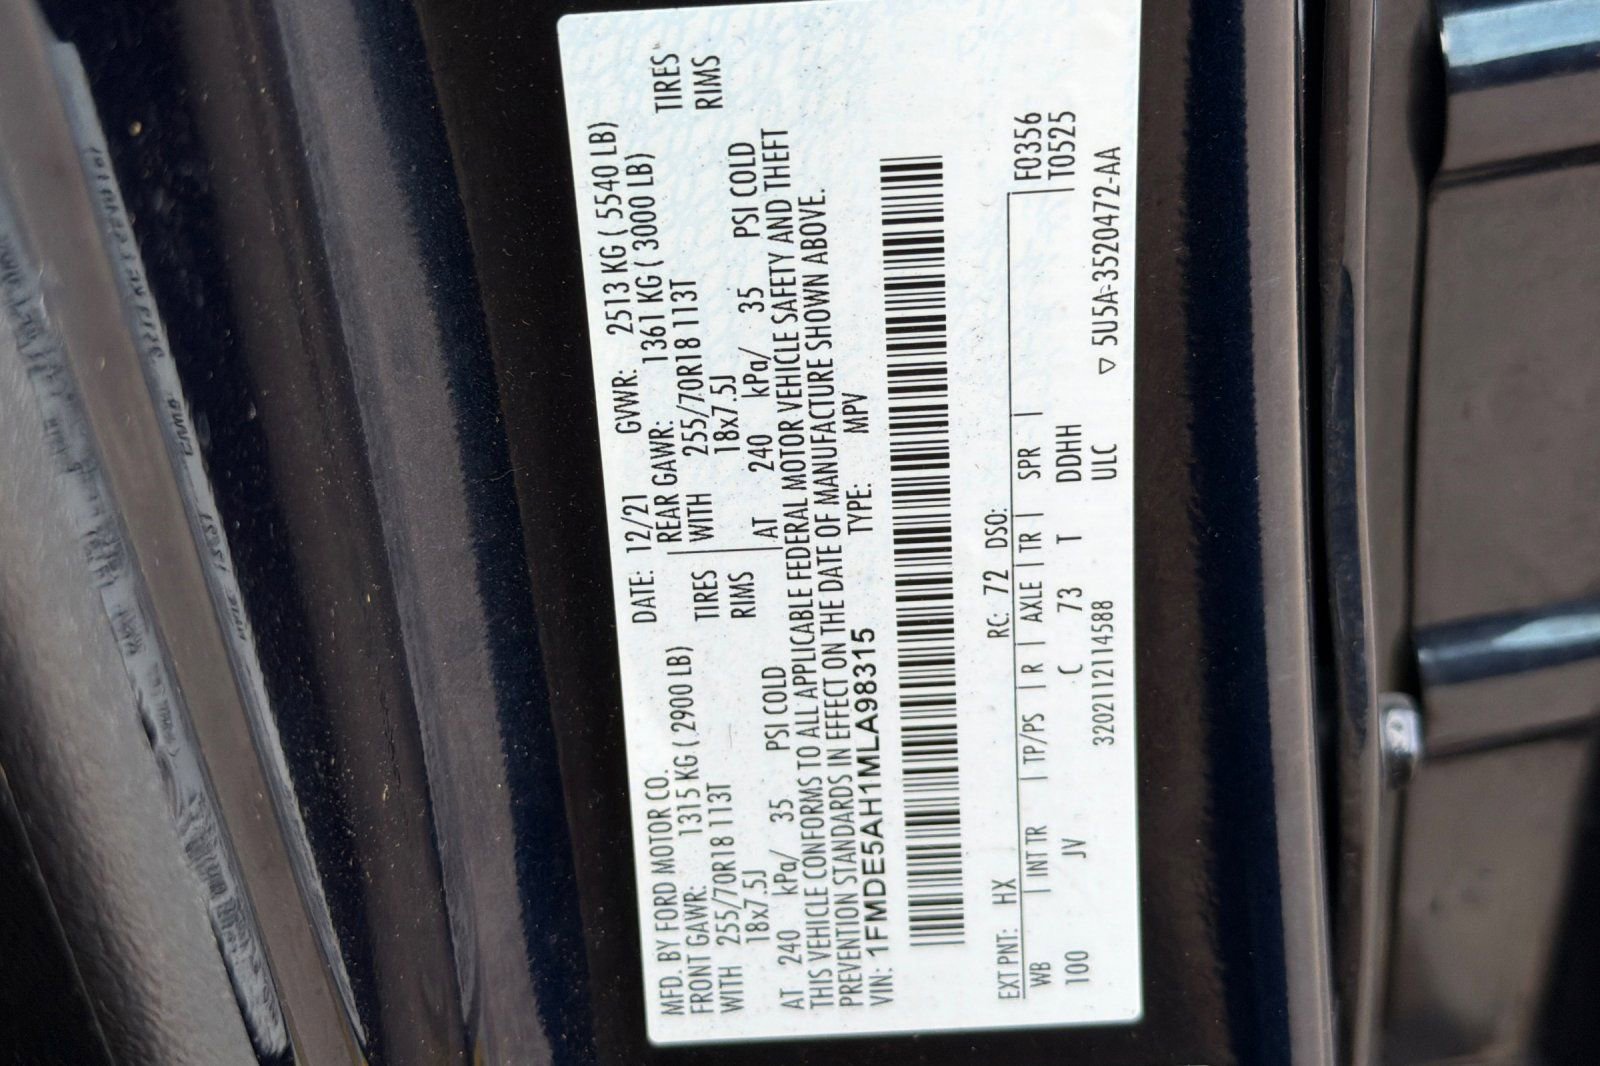 MFD. BY FORD MOTOR CO. DATE: 12/21 GVWR: 2513 KG ( 5540 LB)
FRONT GAWR: 1315 KG ( 2900 LB) REAR GAWR: 1361 KG ( 3000 LB)
WITH 255/70R18 113T TIRES WITH 255/70R18 113T TIRES
18x7.5J RIMS 18x7.5J RIMS
AT 240 kPa/ 35 PSI COLD AT 240 kPa/ 35 PSI COLD
THIS VEHICLE CONFORMS TO ALL APPLICABLE FEDERAL MOTOR VEHICLE SAFETY AND THEFT
PREVENTION STANDARDS IN EFFECT ON THE DATE OF MANUFACTURE SHOWN ABOVE.
VIN: 1FMDE5AH1MLA98315 TYPE: MPV
EXT PNT: HX RC: 72 DSO: F0356
WB INT TR TP/PS R AXLE TR SPR T0525
100 JV C 73 T DDHH
3202112114588 ULC ▽ 5U5A-3520472-AA